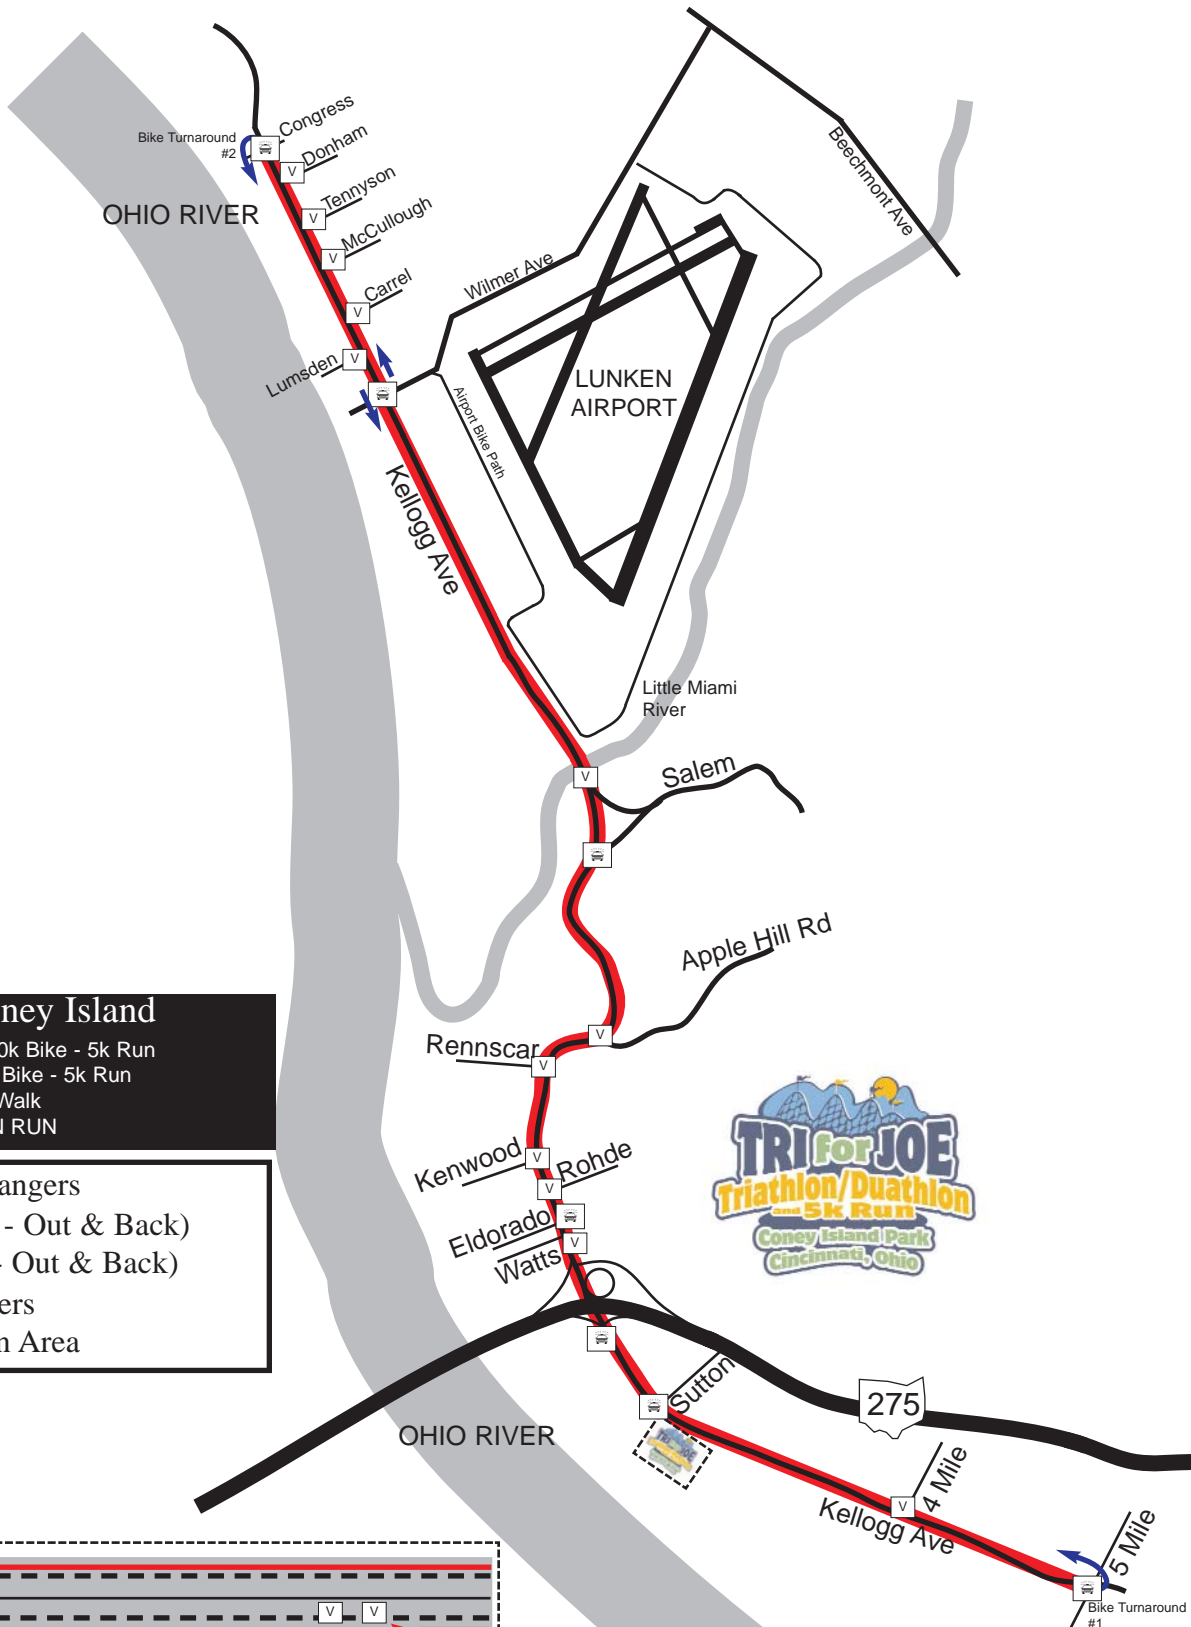 Congress
Bike Turnaround
#2
Donham
OHIO RIVER
Tennyson
McCullough
Carrel
Lumsden
Wilmer Ave
Beechmont Ave
LUNKEN
AIRPORT
Airport Bike Path
Kellogg Ave
Little Miami
River
Salem
Apple Hill Rd
Rennscar
Kenwood
Rohde
Eldorado
Watts
TRI for JOE
Triathlon/Duathlon
and 5k Run
Coney Island Park
Cincinnati, Ohio
ney Island
0k Bike - 5k Run
Bike - 5k Run
Walk
N RUN
angers
- Out & Back)
- Out & Back)
ers
n Area
OHIO RIVER
Sutton
275
TRI for JOE
4 Mile
Kellogg Ave
5 Mile
Bike Turnaround
#1
V
V
V
V
V
V
V
V
V
V
V
V
V
V